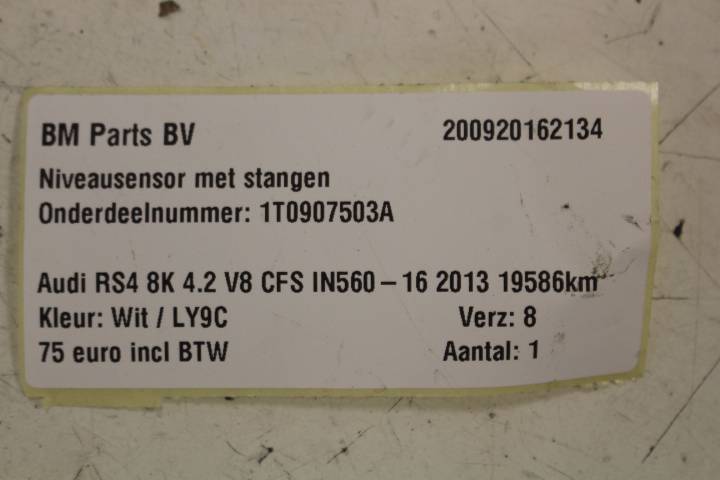 BM Parts BV 200920162134
Niveausensor met stangen
Onderdeelnummer: 1T0907503A
Audi RS4 8K 4.2 V8 CFS IN560 – 16 2013 19586km
Kleur: Wit / LY9C Verz: 8
75 euro incl BTW Aantal: 1